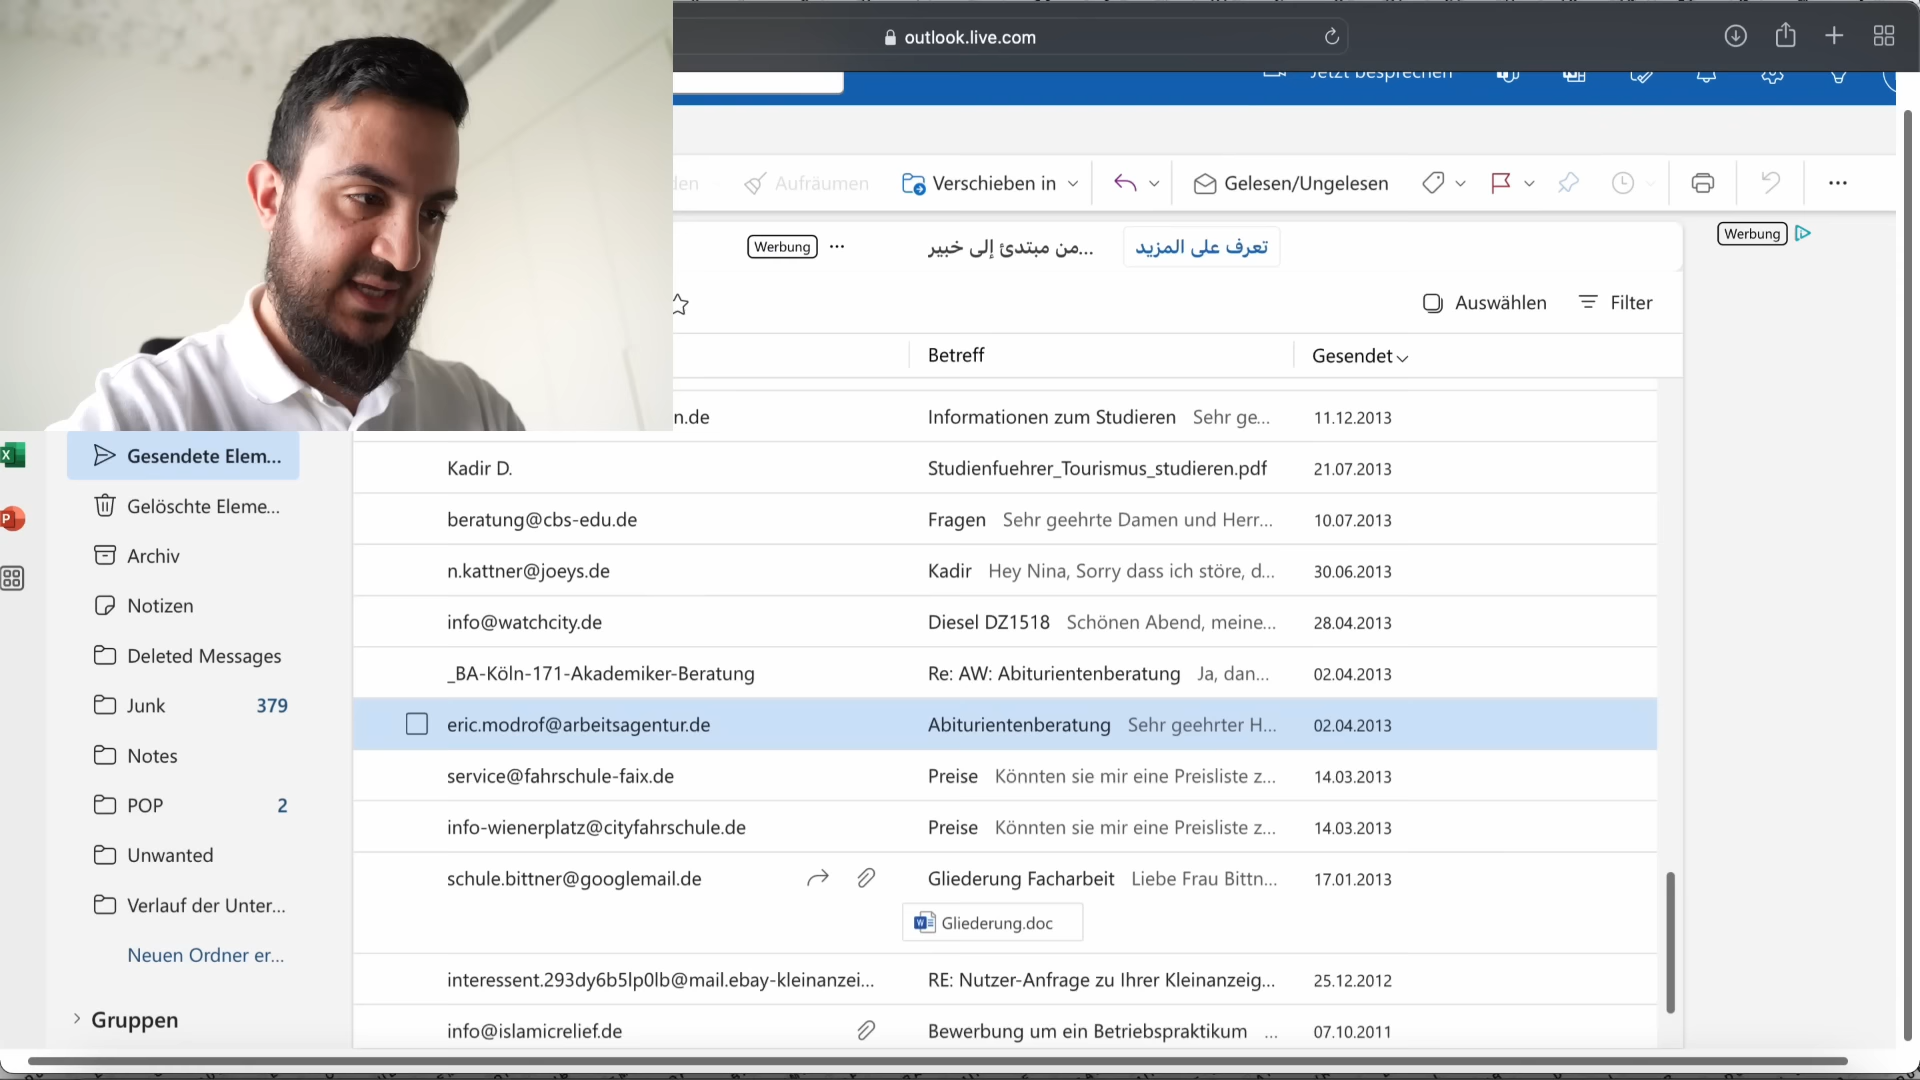 outlook.live.com
Jetzt besprechen
Aufräumen
Verschieben in
Gelesen/Ungelesen
Werbung
من مبتدئ إلى خبير...
تعرف على المزيد
Werbung
Auswählen
Filter
Betreff
Gesendet
n.de Informationen zum Studieren Sehr ge... 11.12.2013
Kadir D. Studienfuehrer_Tourismus_studieren.pdf 21.07.2013
beratung@cbs-edu.de Fragen Sehr geehrte Damen und Herr... 10.07.2013
n.kattner@joeys.de Kadir Hey Nina, Sorry dass ich störe, d... 30.06.2013
info@watchcity.de Diesel DZ1518 Schönen Abend, meine... 28.04.2013
_BA-Köln-171-Akademiker-Beratung Re: AW: Abiturientenberatung Ja, dan... 02.04.2013
eric.modrof@arbeitsagentur.de Abiturientenberatung Sehr geehrter H... 02.04.2013
service@fahrschule-faix.de Preise Könnten sie mir eine Preisliste z... 14.03.2013
info-wienerplatz@cityfahrschule.de Preise Könnten sie mir eine Preisliste z... 14.03.2013
schule.bittner@googlemail.de Gliederung Facharbeit Liebe Frau Bittn... 17.01.2013
Gliederung.doc
interessent.293dy6b5lp0lb@mail.ebay-kleinanzei... RE: Nutzer-Anfrage zu Ihrer Kleinanzeig... 25.12.2012
info@islamicrelief.de Bewerbung um ein Betriebspraktikum ... 07.10.2011
Gesendete Elem...
Gelöschte Eleme...
Archiv
Notizen
Deleted Messages
Junk 379
Notes
POP 2
Unwanted
Verlauf der Unter...
Neuen Ordner er...
Gruppen